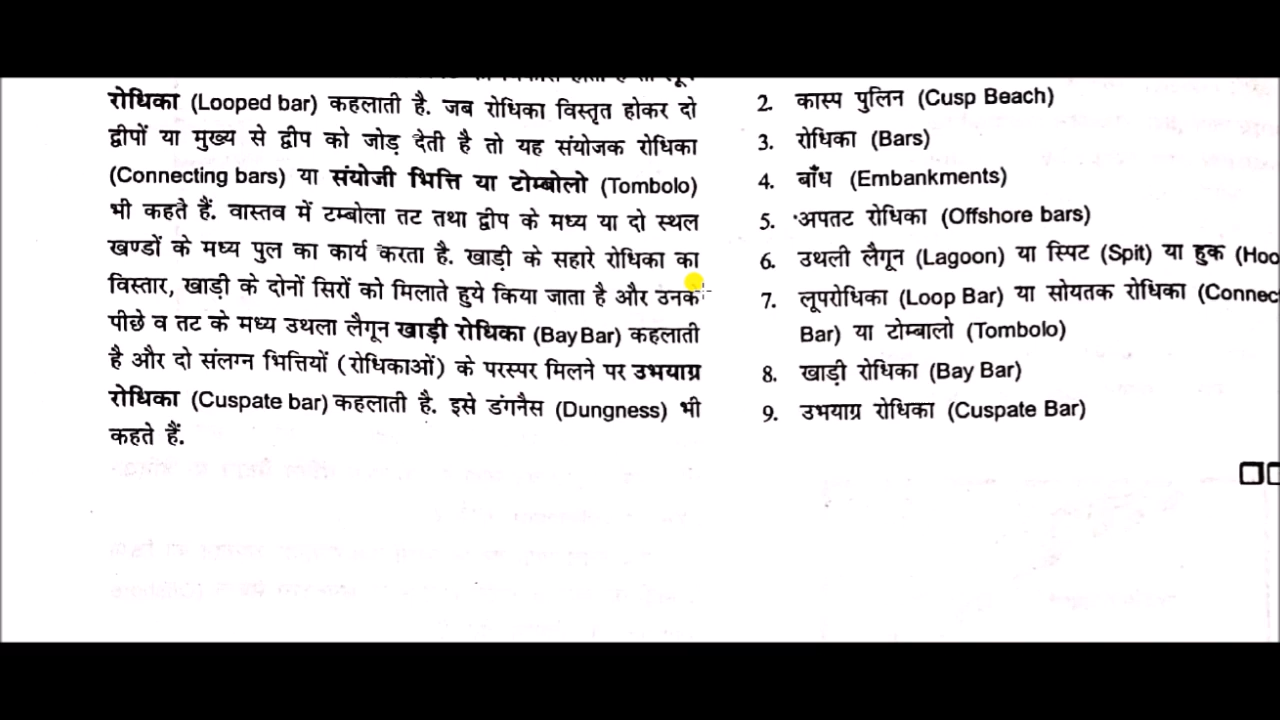 रोधिका (Looped bar) कहलाती है. जब रोधिका विस्तृत होकर दो
द्वीपों या मुख्य से द्वीप को जोड़ देती है तो यह संयोजक रोधिका
(Connecting bars) या संयोजी भित्ति या टोम्बोलो (Tombolo)
भी कहतै हैं. वास्तव में टम्बोला तट तथा द्वीप के मध्य या दो स्थल
खण्डों के मध्य पुल का कार्य करता है. खाड़ी के सहारे रोधिका का
विस्तार, खाड़ी के दोनों सिरों को मिलाते हुये किया जाता है और उनके
पीछे व तट के मध्य उथला लैगून खाड़ी रोधिका (Bay Bar) कहलाती
है और दो संलग्न भित्तियों (रोधिकाओं) के परस्पर मिलने पर उभयाग्र
रोधिका (Cuspate bar) कहलाती है. इसे डंगनैस (Dungness) भी
कहते हैं.
2. कास्प पुलिन (Cusp Beach)
3. रोधिका (Bars)
4. बाँध (Embankments)
5. अपतट रोधिका (Offshore bars)
6. उथली लैगून (Lagoon) या स्पिट (Spit) या हुक (Hoo
7. लूपरोधिका (Loop Bar) या सोयतक रोधिका (Connec
Bar) या टोम्बालो (Tombolo)
8. खाड़ी रोधिका (Bay Bar)
9. उभयाग्र रोधिका (Cuspate Bar)